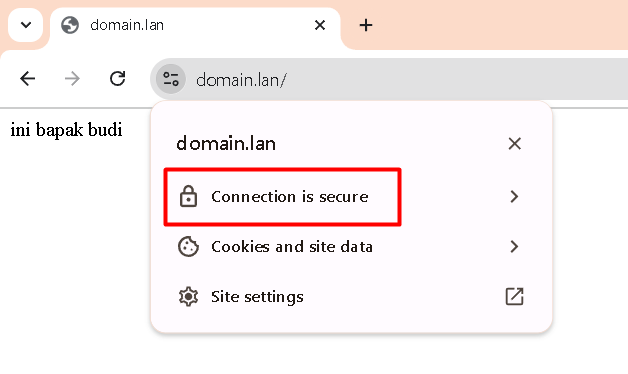 domain.lan
domain.lan/
ini bapak budi
domain.lan
Connection is secure
Cookies and site data
Site settings